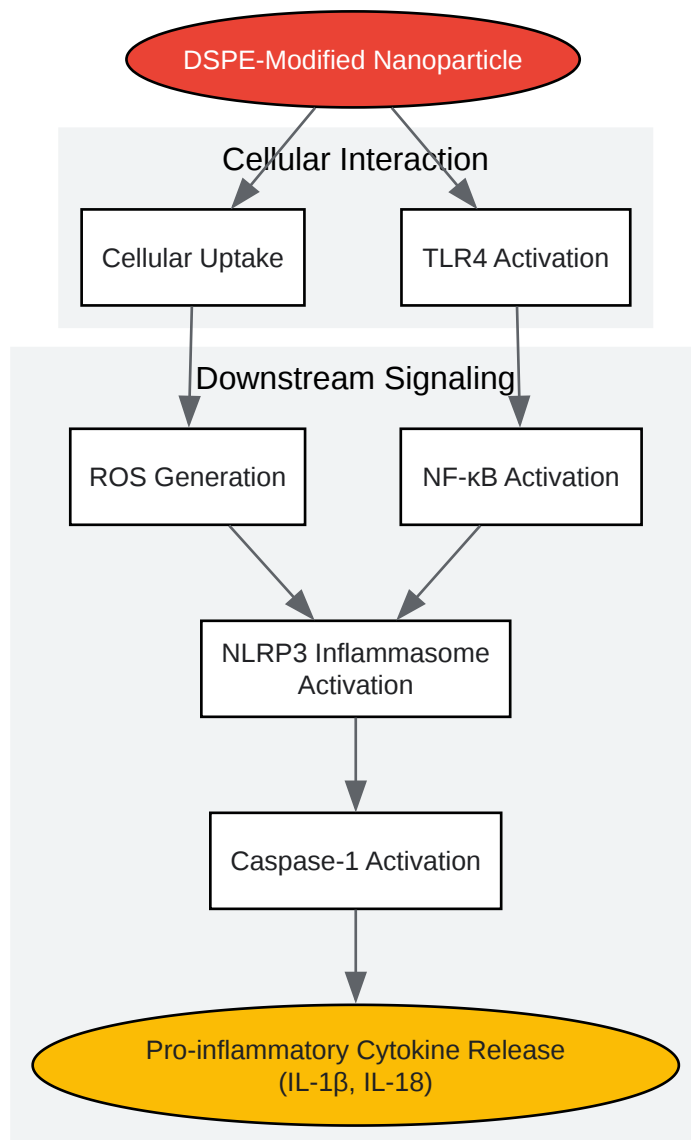 DSPE-Modified Nanoparticle
Cellular Interaction
Cellular Uptake
TLR4 Activation
Downstream Signaling
ROS Generation
NF-κB Activation
NLRP3 Inflammasome
Activation
Caspase-1 Activation
Pro-inflammatory Cytokine Release
(IL-1β, IL-18)